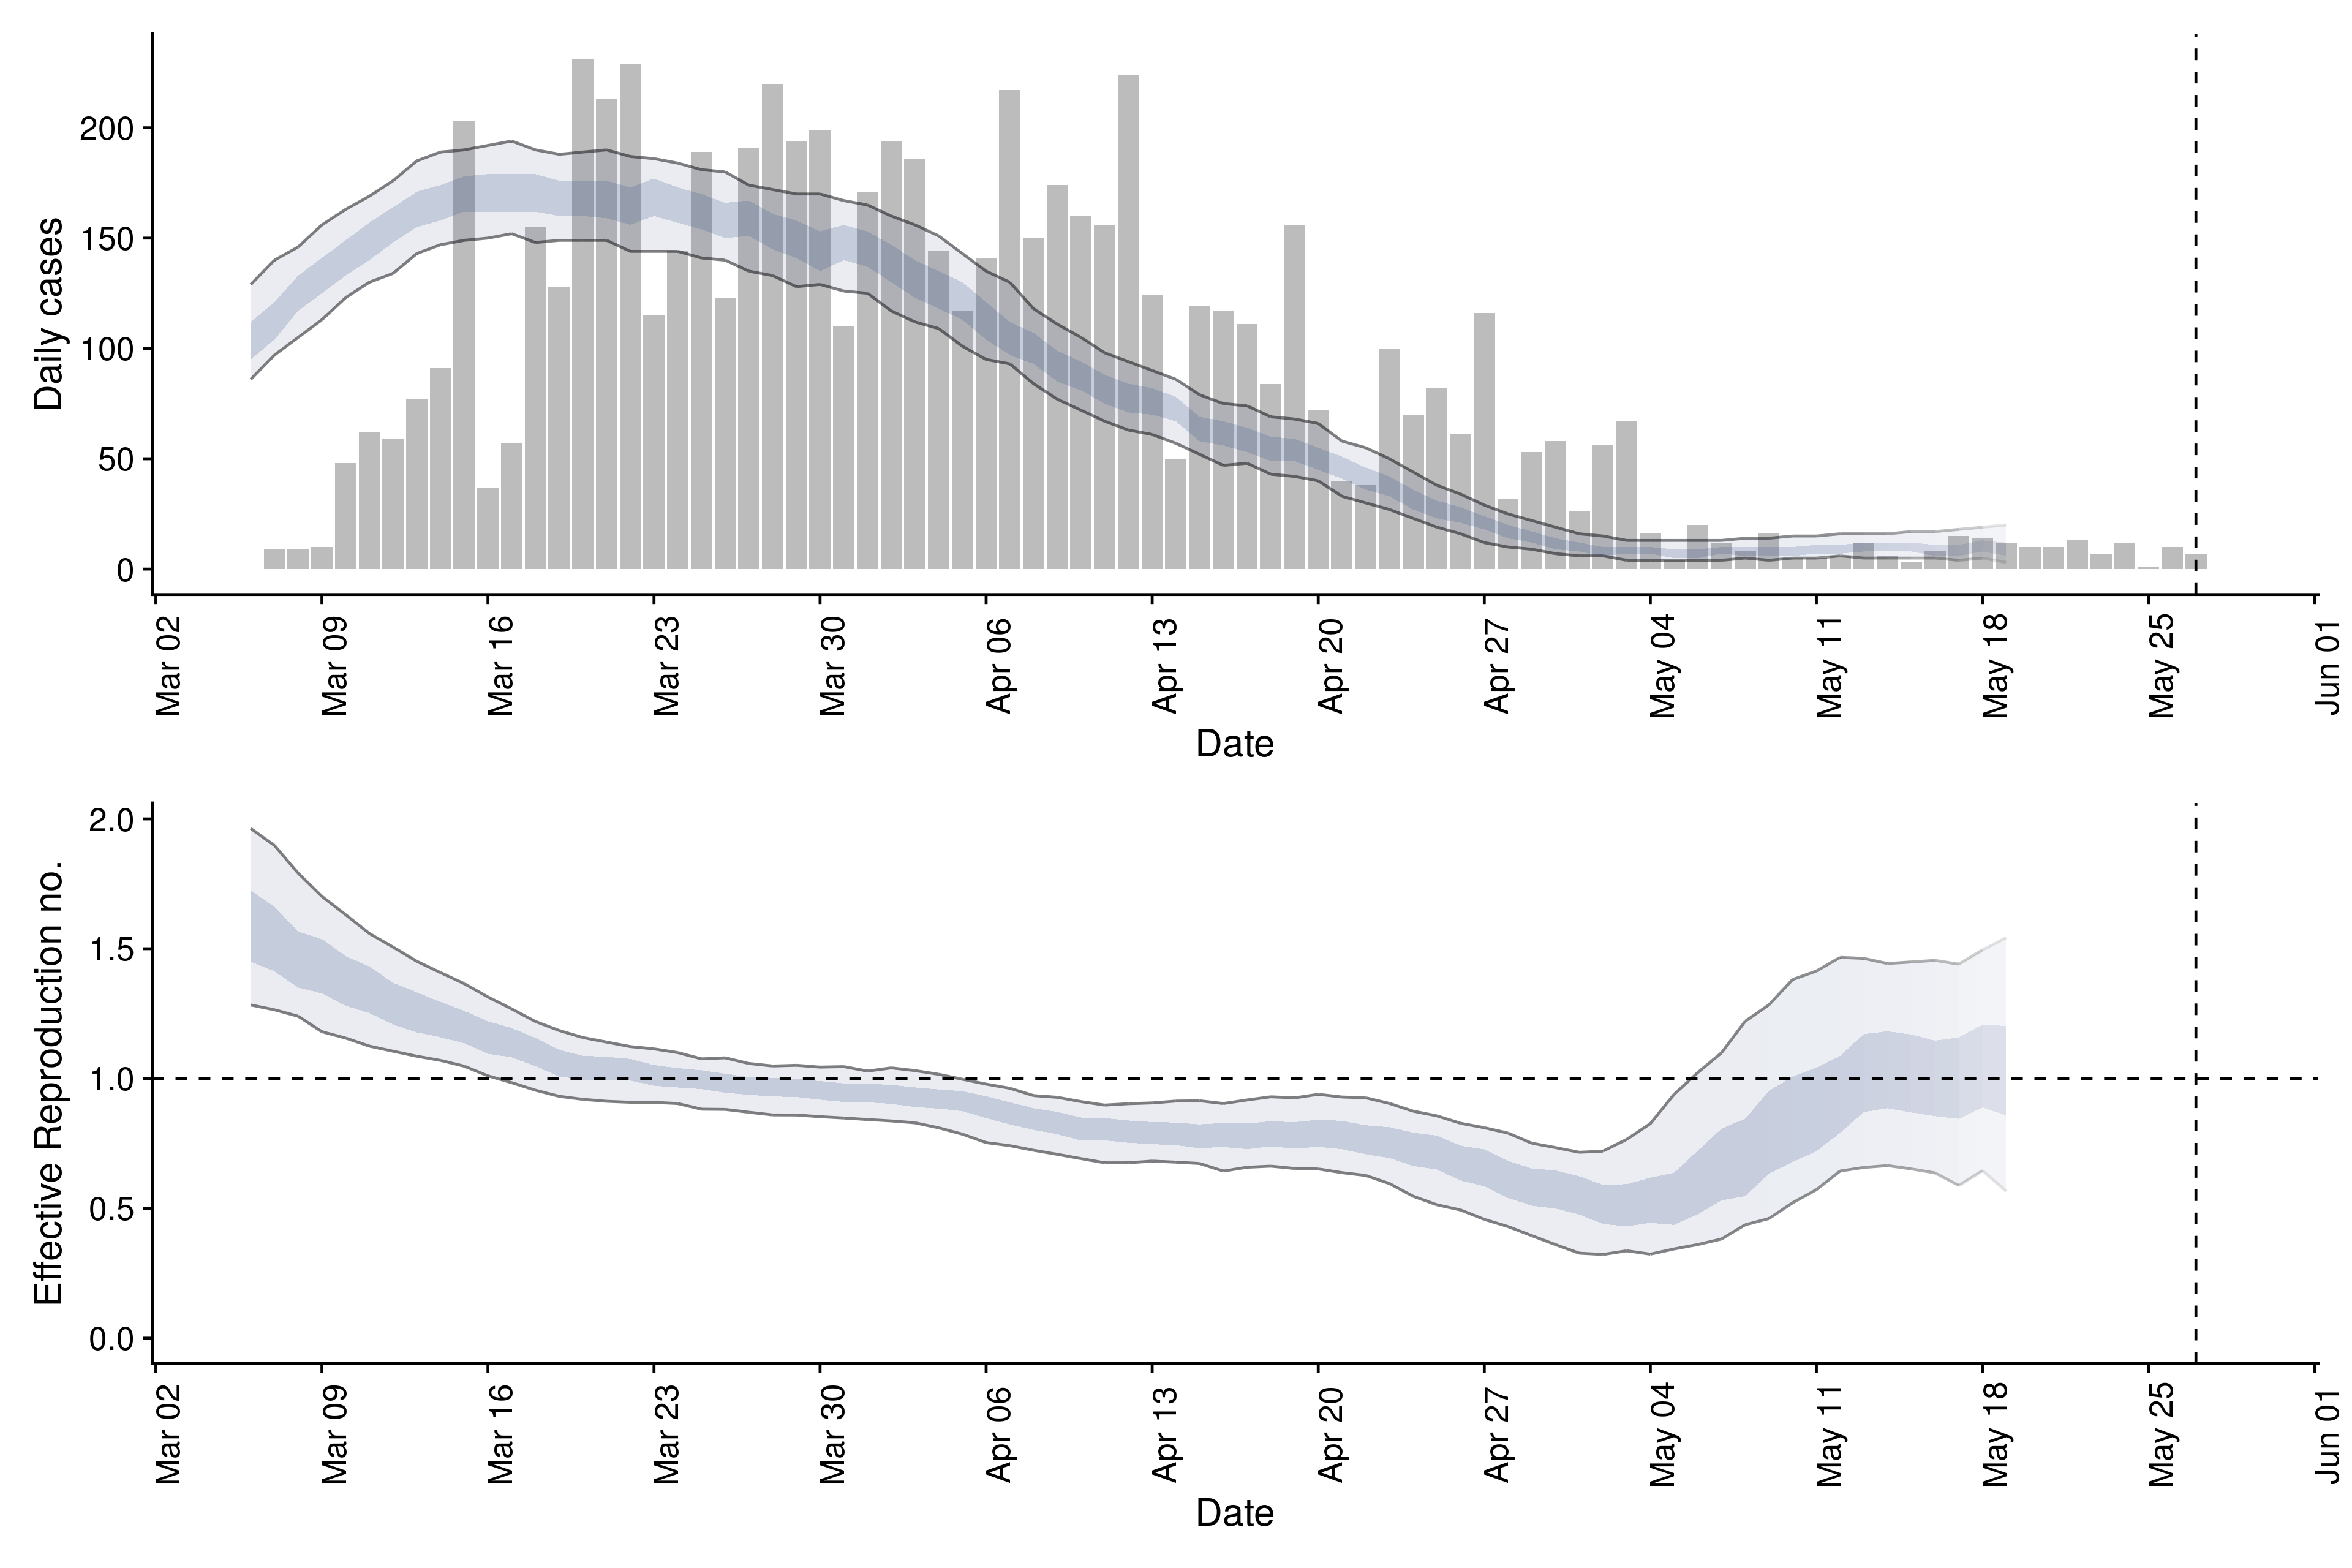 Daily cases
200
150
100
50
0
Mar 02
Mar 09
Mar 16
Mar 23
Mar 30
Apr 06
Apr 13
Apr 20
Apr 27
May 04
May 11
May 18
May 25
Jun 01
Date
Effective Reproduction no.
2.0
1.5
1.0
0.5
0.0
Mar 02
Mar 09
Mar 16
Mar 23
Mar 30
Apr 06
Apr 13
Apr 20
Apr 27
May 04
May 11
May 18
May 25
Jun 01
Date